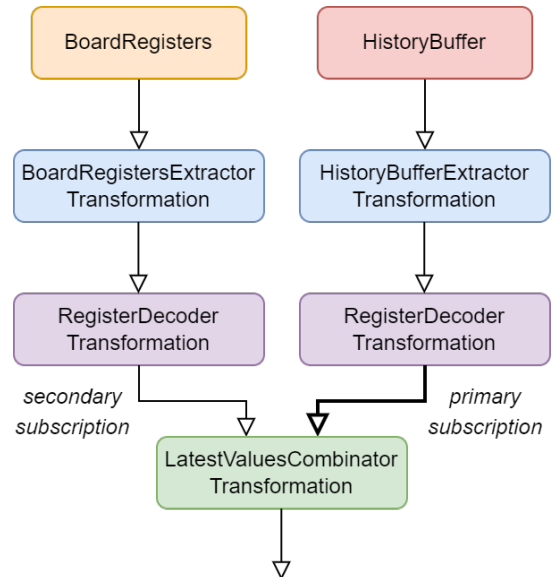 BoardRegisters
HistoryBuffer
BoardRegistersExtractor
Transformation
HistoryBufferExtractor
Transformation
RegisterDecoder
Transformation
RegisterDecoder
Transformation
secondary
subscription
primary
subscription
LatestValuesCombinator
Transformation